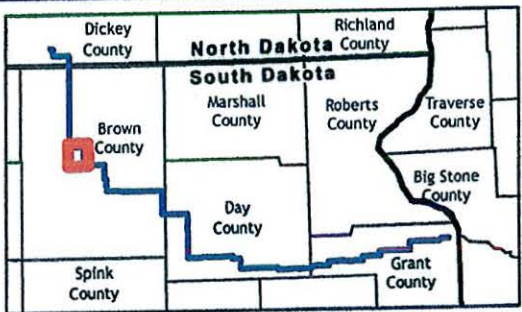 Dickey
County
Richland
County
North Dakota
South Dakota
Marshall
County
Roberts
County
Traverse
County
Brown
County
Big Stone
County
Day
County
Grant
County
Spink
County